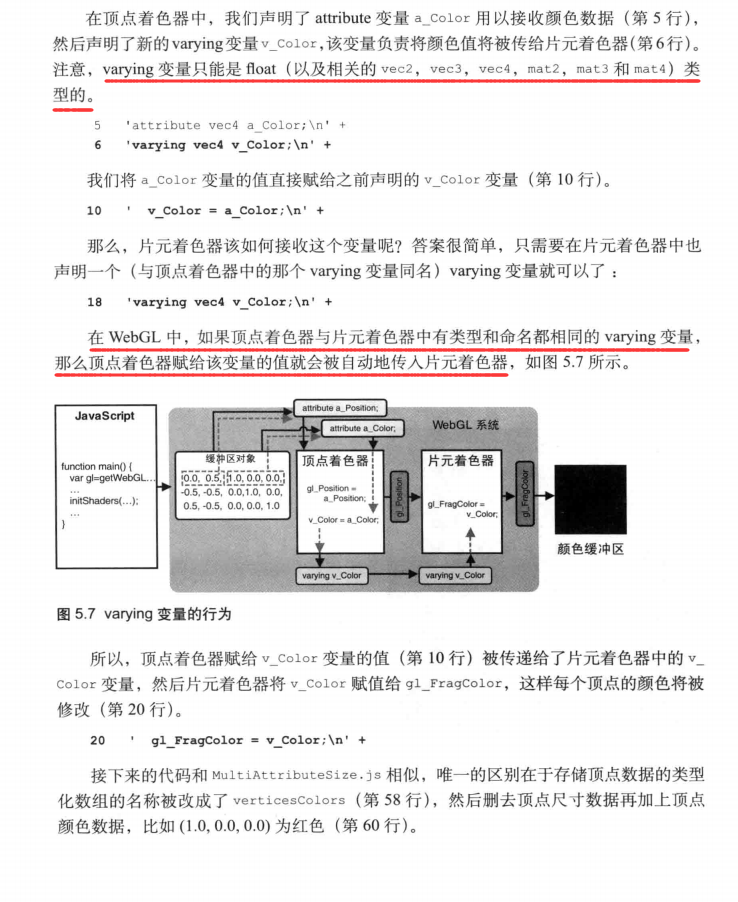 在顶点着色器中，我们声明了 attribute 变量 a_Color 用以接收颜色数据（第 5 行），
然后声明了新的varying变量v_Color，该变量负责将颜色值将被传给片元着色器（第6行）。
注意，varying 变量只能是 float（以及相关的 vec2，vec3，vec4，mat2，mat3 和 mat4）类
型的。
5 'attribute vec4 a_Color;\n' +
6 'varying vec4 v_Color;\n' +
我们将 a_Color 变量的值直接赋给之前声明的 v_Color 变量（第 10 行）。
10 ' v_Color = a_Color;\n' +
那么，片元着色器该如何接收这个变量呢？答案很简单，只需要在片元着色器中也
声明一个（与顶点着色器中的那个 varying 变量同名）varying 变量就可以了：
18 'varying vec4 v_Color;\n' +
在 WebGL 中，如果顶点着色器与片元着色器中有类型和命名都相同的 varying 变量，
那么顶点着色器赋给该变量的值就会被自动地传入片元着色器，如图 5.7 所示。
JavaScript
function main() {
var gl=getWebGL...
...
initShaders(...);
...
}
attribute a_Position;
attribute a_Color;
WebGL 系统
缓冲区对象
0.0, 0.5, 1.0, 0.0, 0.0,
-0.5, -0.5, 0.0,1.0, 0.0,
0.5, -0.5, 0.0, 0.0, 1.0
顶点着色器
gl_Position =
a_Position;
v_Color = a_Color;
gl_Position
片元着色器
gl_FragColor =
v_Color;
gl_FragColor
颜色缓冲区
varying v_Color
varying v_Color
图 5.7 varying 变量的行为
所以，顶点着色器赋给 v_Color 变量的值（第 10 行）被传递给了片元着色器中的 v_
Color 变量，然后片元着色器将 v_Color 赋值给 gl_FragColor，这样每个顶点的颜色将被
修改（第 20 行）。
20 ' gl_FragColor = v_Color;\n' +
接下来的代码和 MultiAttributeSize.js 相似，唯一的区别在于存储顶点数据的类型
化数组的名称被改成了 verticesColors（第 58 行），然后删去顶点尺寸数据再加上顶点
颜色数据，比如 (1.0, 0.0, 0.0) 为红色（第 60 行）。